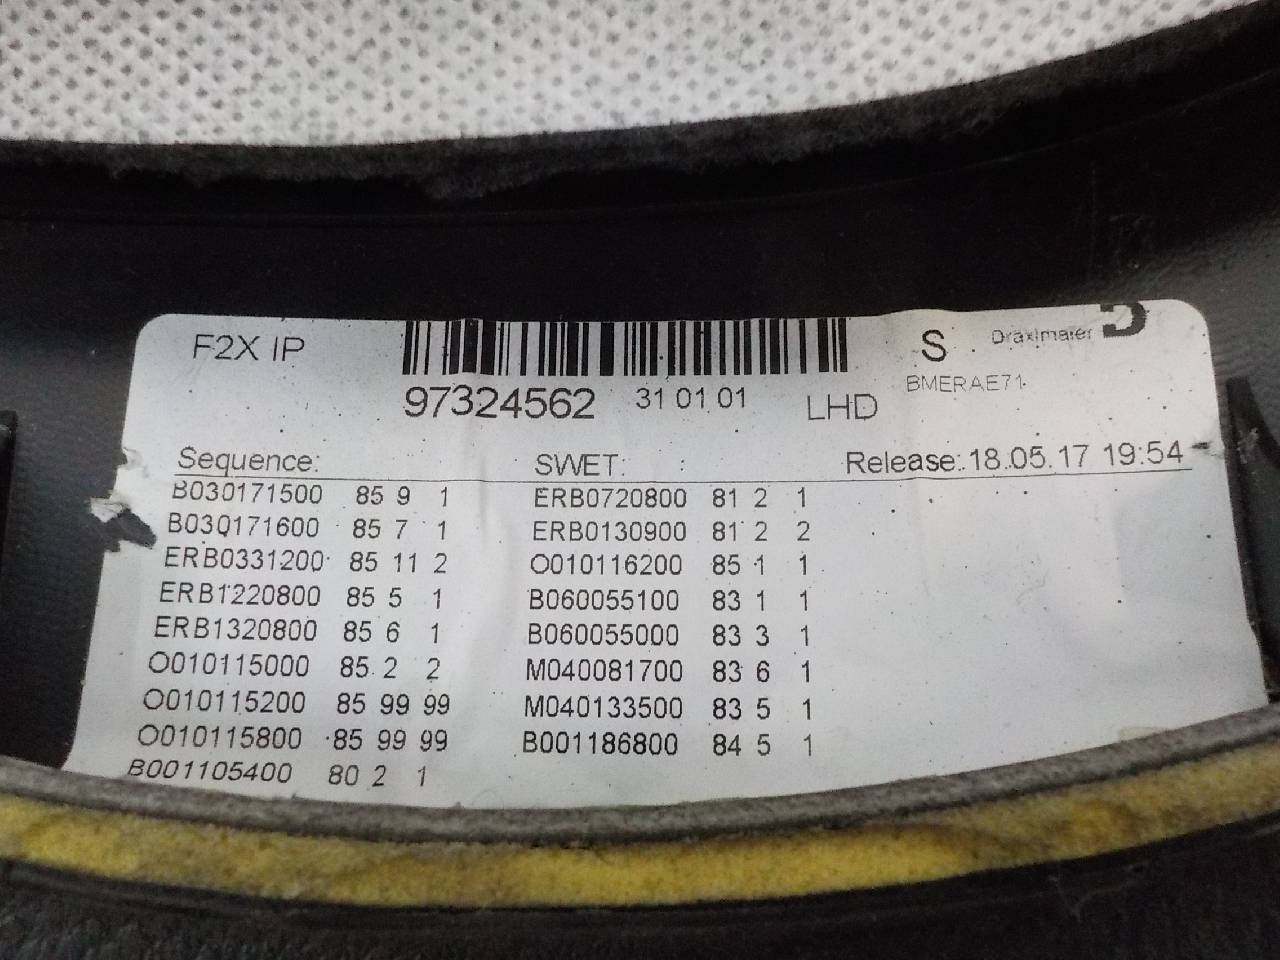 F2X IP
S
Dräxlmaier
97324562 31 01 01 LHD BMERAE71
Sequence: SWET: : Release: 18.05.17 19:54
B030171500 85 9 1 ERB0720800 81 2 1
B030171600 85 7 1 ERB0130900 81 2 2
ERB0331200 85 11 2 O010116200 85 1 1
ERB1220800 85 5 1 B060055100 83 1 1
ERB1320800 85 6 1 B060055000 83 3 1
O010115000 85 2 2 M040081700 83 6 1
O010115200 85 99 99 M040133500 83 5 1
O010115800 85 99 99 B001186800 84 5 1
B001105400 80 2 1